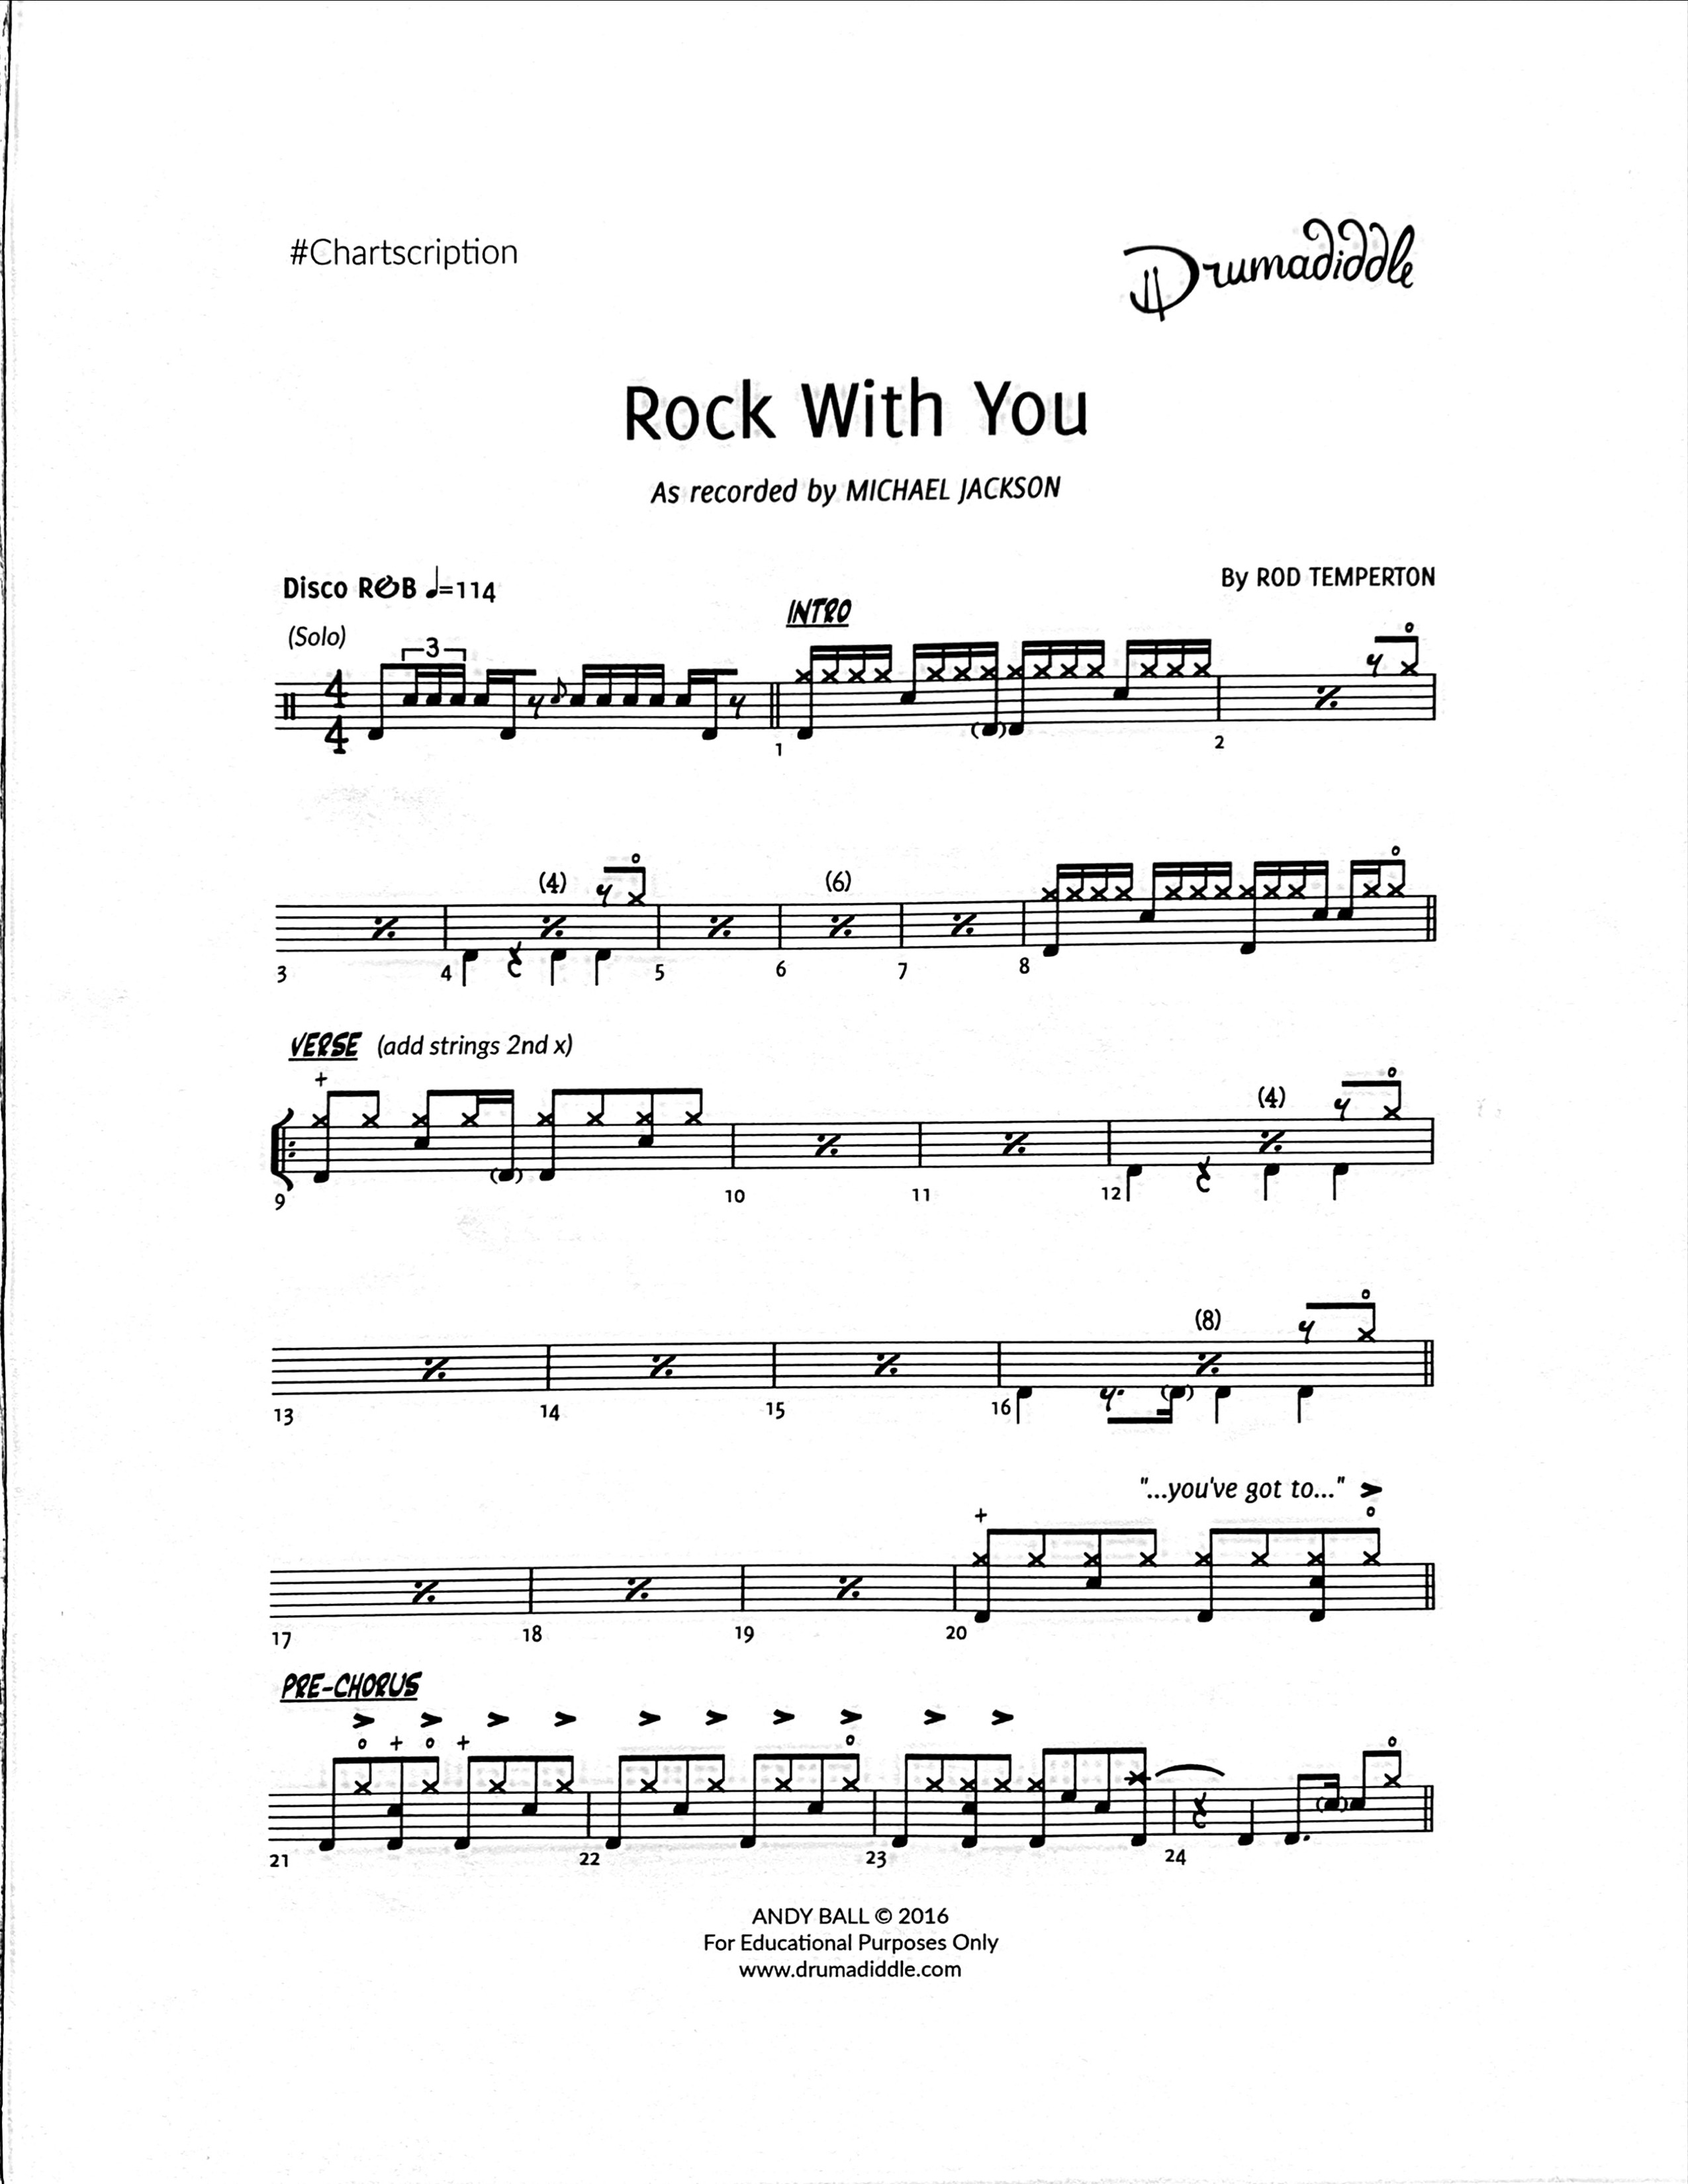 #Chartscription
Drumadiddle
Rock With You
As recorded by MICHAEL JACKSON
Disco R&B ♩=114
By ROD TEMPERTON
(Solo)
INTRO
3
4
4
1
2
(4)
(6)
3
4
5
6
7
8
VERSE (add strings 2nd x)
(4)
9
10
11
12
(8)
13
14
15
16
"...you've got to..."
17
18
19
20
PRE-CHORUS
21
22
23
24
ANDY BALL © 2016
For Educational Purposes Only
www.drumadiddle.com